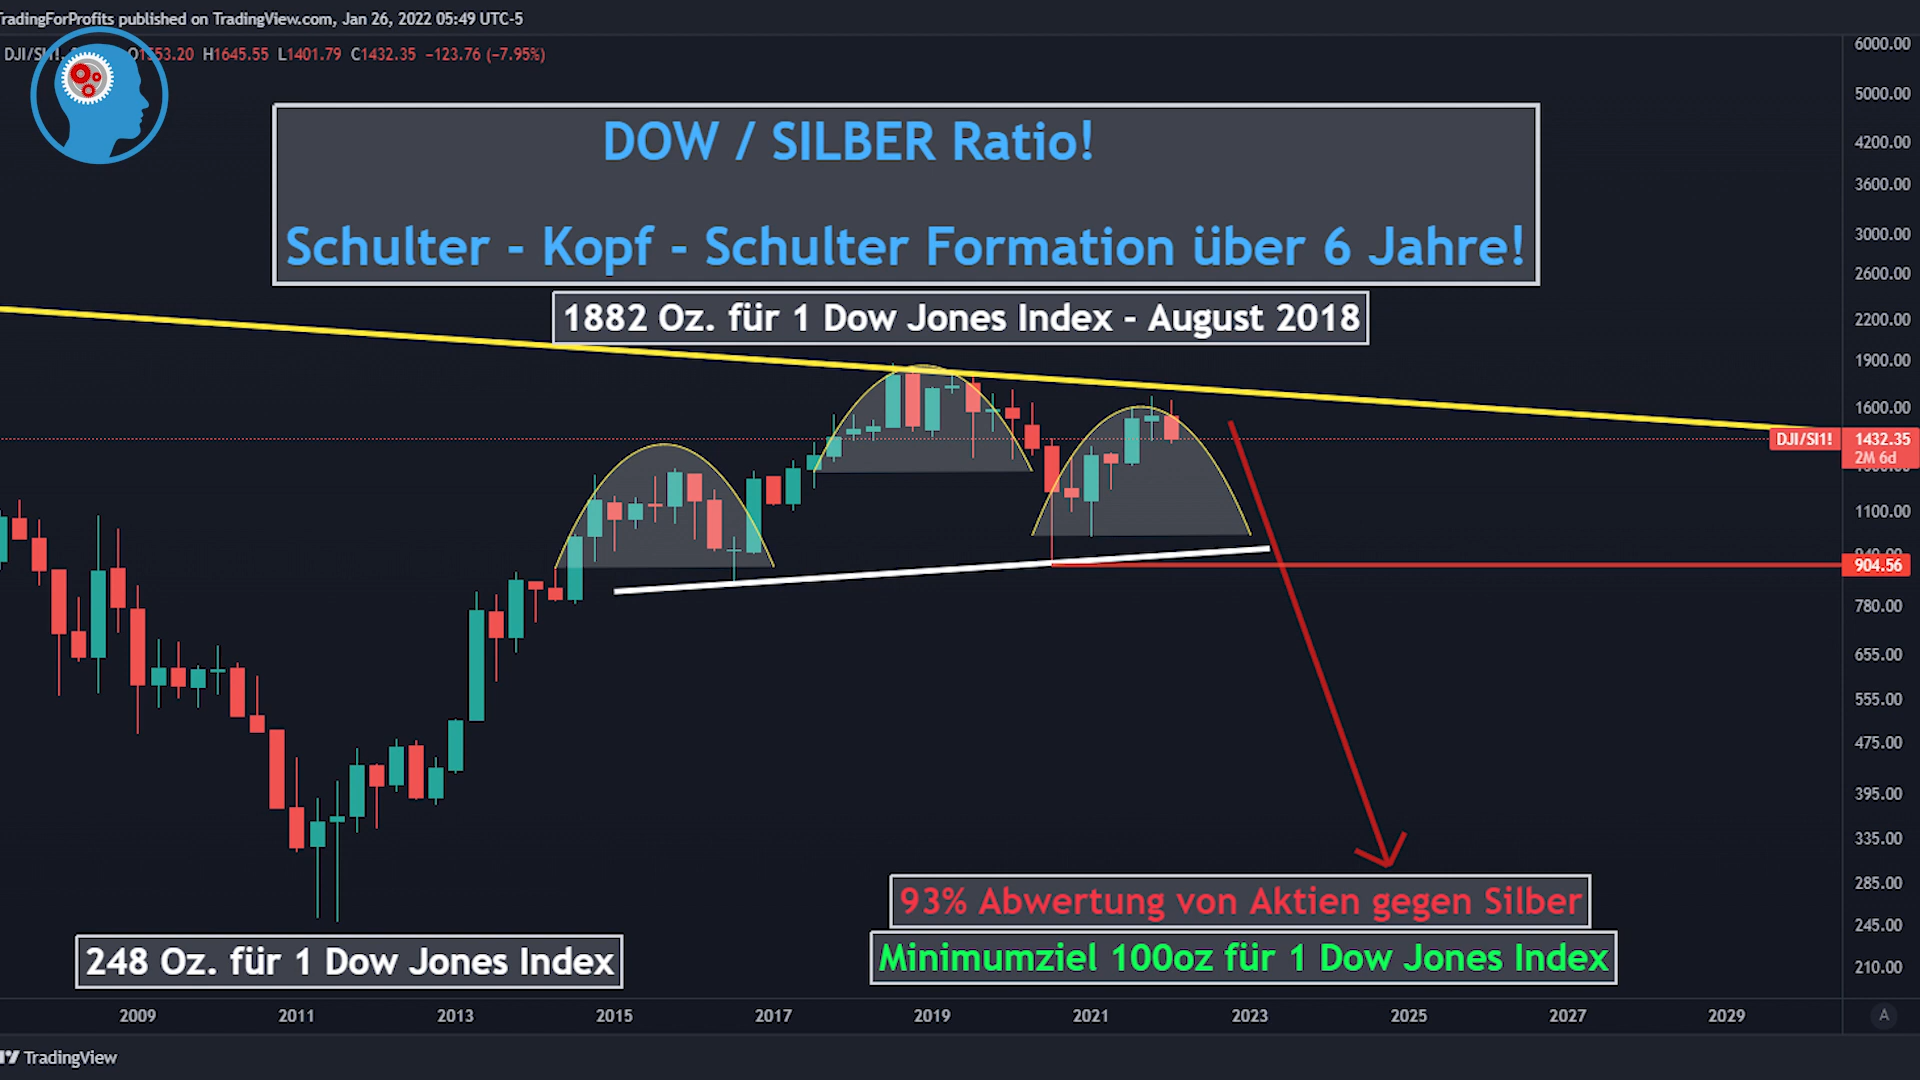 TradingForProfits published on TradingView.com, Jan 26, 2022 05:49 UTC-5
H1645.55 L1401.79 C1432.35 −123.76 (−7.95%)
6000.00
5000.00
DOW / SILBER Ratio!
4200.00
3600.00
Schulter - Kopf - Schulter Formation über 6 Jahre!
3000.00
2600.00
1882 Oz. für 1 Dow Jones Index - August 2018
2200.00
1900.00
1600.00
DJI/SI1! 1432.35
2M 6d
1100.00
904.56
780.00
655.00
555.00
475.00
395.00
335.00
285.00
93% Abwertung von Aktien gegen Silber
245.00
248 Oz. für 1 Dow Jones Index
Minimumziel 100oz für 1 Dow Jones Index
210.00
2009 2011 2013 2015 2017 2019 2021 2023 2025 2027 2029 A
TradingView